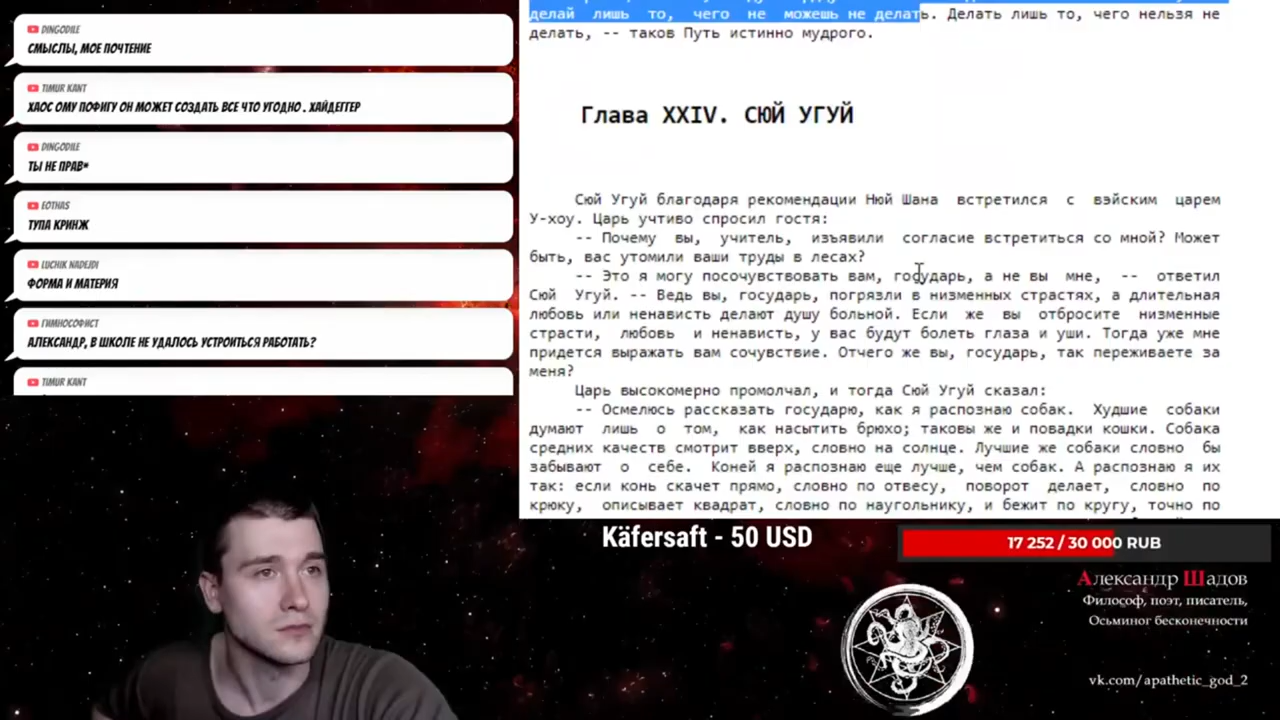 DINGODILE
СМЫСЛЫ, МОЕ ПОЧТЕНИЕ
TIMUR KANT
ХАОС ОМУ ПОФИГУ ОН МОЖЕТ СОЗДАТЬ ВСЕ ЧТО УГОДНО . ХАЙДЕГГЕР
DINGODILE
ТЫ НЕ ПРАВ*
EOTHAS
ТУПА КРИНЖ
LUCHIK NADEJDI
ФОРМА И МАТЕРИЯ
ГИМНОСОФИСТ
АЛЕКСАНДР, В ШКОЛЕ НЕ УДАЛОСЬ УСТРОИТЬСЯ РАБОТАТЬ?
TIMUR KANT
делай лишь то, чего не можешь не делать. Делать лишь то, чего нельзя не
делать, -- таков Путь истинно мудрого.
Глава XXIV. СЮЙ УГУЙ
Сюй Угуй благодаря рекомендации Нюй Шана встретился с вэйским царем
У-хоу. Царь учтиво спросил гостя:
-- Почему вы, учитель, изъявили согласие встретиться со мной? Может
быть, вас утомили ваши труды в лесах?
-- Это я могу посочувствовать вам, государь, а не вы мне, -- ответил
Сюй Угуй. -- Ведь вы, государь, погрязли в низменных страстях, а длительная
любовь или ненависть делают душу больной. Если же вы отбросите низменные
страсти, любовь и ненависть, у вас будут болеть глаза и уши. Тогда уже мне
придется выражать вам сочувствие. Отчего же вы, государь, так переживаете за
меня?
Царь высокомерно промолчал, и тогда Сюй Угуй сказал:
-- Осмелюсь рассказать государю, как я распознаю собак. Худшие собаки
думают лишь о том, как насытить брюхо; таковы же и повадки кошки. Собака
средних качеств смотрит вверх, словно на солнце. Лучшие же собаки словно бы
забывают о себе. Коней я распознаю еще лучше, чем собак. А распознаю я их
так: если конь скачет прямо, словно по отвесу, поворот делает, словно по
крюку, описывает квадрат, словно по наугольнику, и бежит по кругу, точно по
Käfersaft - 50 USD
17 252 / 30 000 RUB
Александр Шадов
Философ, поэт, писатель,
Осьминог бесконечности
vk.com/apathetic_god_2